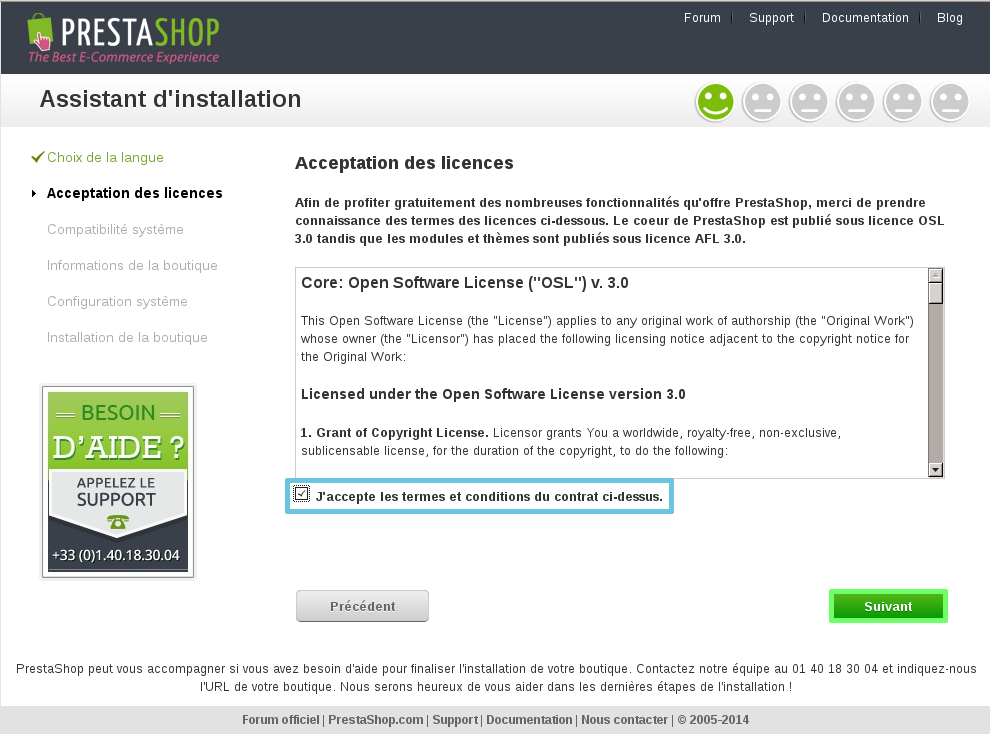 PRESTASHOP
The Best E-Commerce Experience
Forum
Support
Documentation
Blog
Assistant d'installation
Choix de la langue
Acceptation des licences
Compatibilité système
Informations de la boutique
Configuration système
Installation de la boutique
BESOIN
D'AIDE ?
APPELEZ LE
SUPPORT
+33 (0)1.40.18.30.04
Acceptation des licences
Afin de profiter gratuitement des nombreuses fonctionnalités qu'offre PrestaShop, merci de prendre
connaissance des termes des licences ci-dessous. Le coeur de PrestaShop est publié sous licence OSL
3.0 tandis que les modules et thèmes sont publiés sous licence AFL 3.0.
Core: Open Software License ("OSL") v. 3.0
This Open Software License (the "License") applies to any original work of authorship (the "Original Work")
whose owner (the "Licensor") has placed the following licensing notice adjacent to the copyright notice for
the Original Work:
Licensed under the Open Software License version 3.0
1. Grant of Copyright License. Licensor grants You a worldwide, royalty-free, non-exclusive,
sublicensable license, for the duration of the copyright, to do the following:
J'accepte les termes et conditions du contrat ci-dessus.
Précédent
Suivant
PrestaShop peut vous accompagner si vous avez besoin d'aide pour finaliser l'installation de votre boutique. Contactez notre équipe au 01 40 18 30 04 et indiquez-nous
l'URL de votre boutique. Nous serons heureux de vous aider dans les dernières étapes de l'installation !
Forum officiel | PrestaShop.com | Support | Documentation | Nous contacter | © 2005-2014